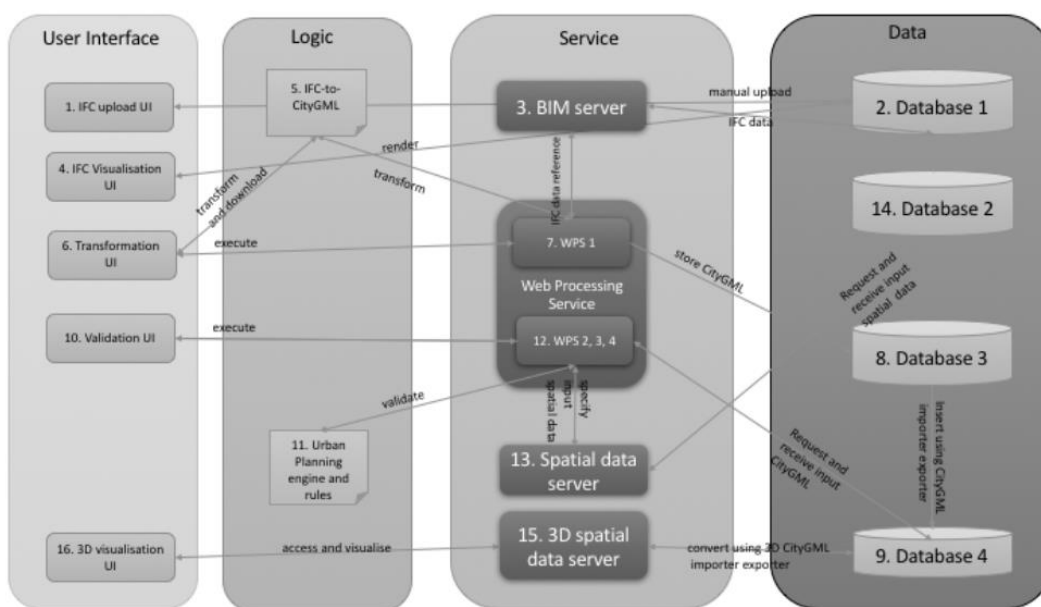 User Interface
Logic
Service
Data
1. IFC upload UI
5. IFC-to-
CityGML
3. BIM server
manual upload
IFC data
2. Database 1
4. IFC Visualisation
UI
render
transform
and download
transform
IFC data reference
14. Database 2
6. Transformation
UI
execute
7. WPS 1
store CityGML
Web Processing
Service
Request and
receive input
spatial data
10. Validation UI
execute
12. WPS 2, 3, 4
8. Database 3
validate
specify
input
spatial data
11. Urban
Planning
engine and
rules
13. Spatial data
server
Request and
receive input
CityGML
Insert using CityGML
importer exporter
16. 3D visualisation
UI
access and visualise
15. 3D spatial
data server
convert using 3D CityGML
importer exporter
9. Database 4